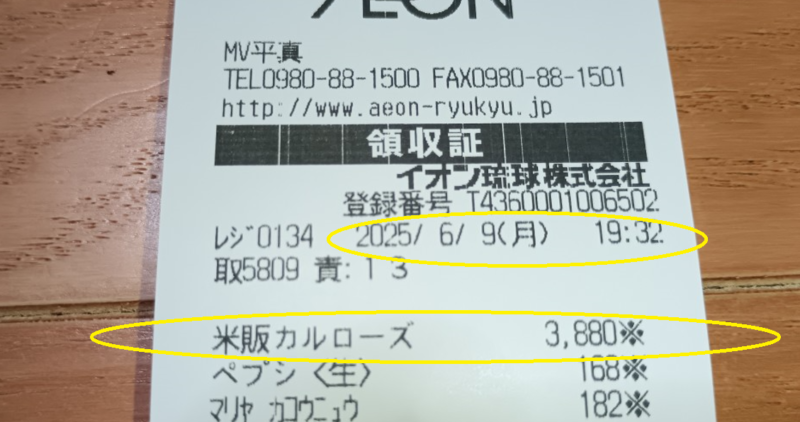 AEON
MV平真
TEL0980-88-1500 FAX0980-88-1501
http://www.aeon-ryukyu.jp
領収証
イオン琉球株式会社
登録番号 T4360001006502
レジ0134 2025/ 6/ 9(月) 19:32
取5809 責:13
米販カルローズ 3,880※
ペプシ〈生〉 168※
マリヤ カコウニュウ 182※